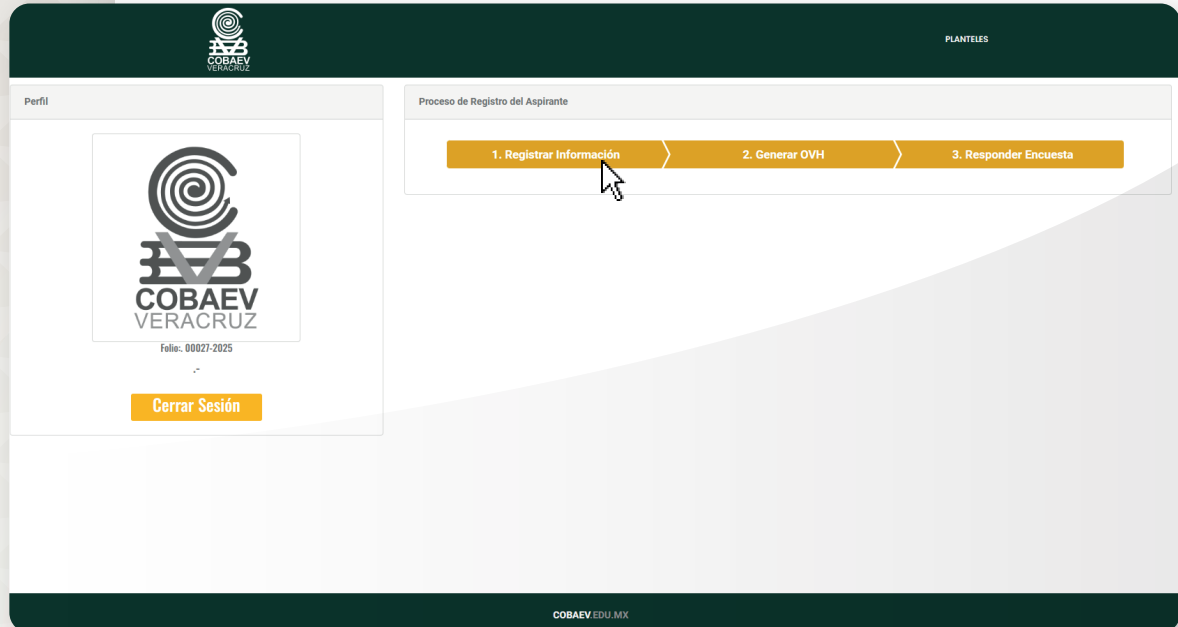 COBAEV
VERACRUZ
PLANTELES
Perfil
COBAEV
VERACRUZ
Folio:. 00027-2025
.-
Cerrar Sesión
Proceso de Registro del Aspirante
1. Registrar Información
2. Generar OVH
3. Responder Encuesta
COBAEV.EDU.MX